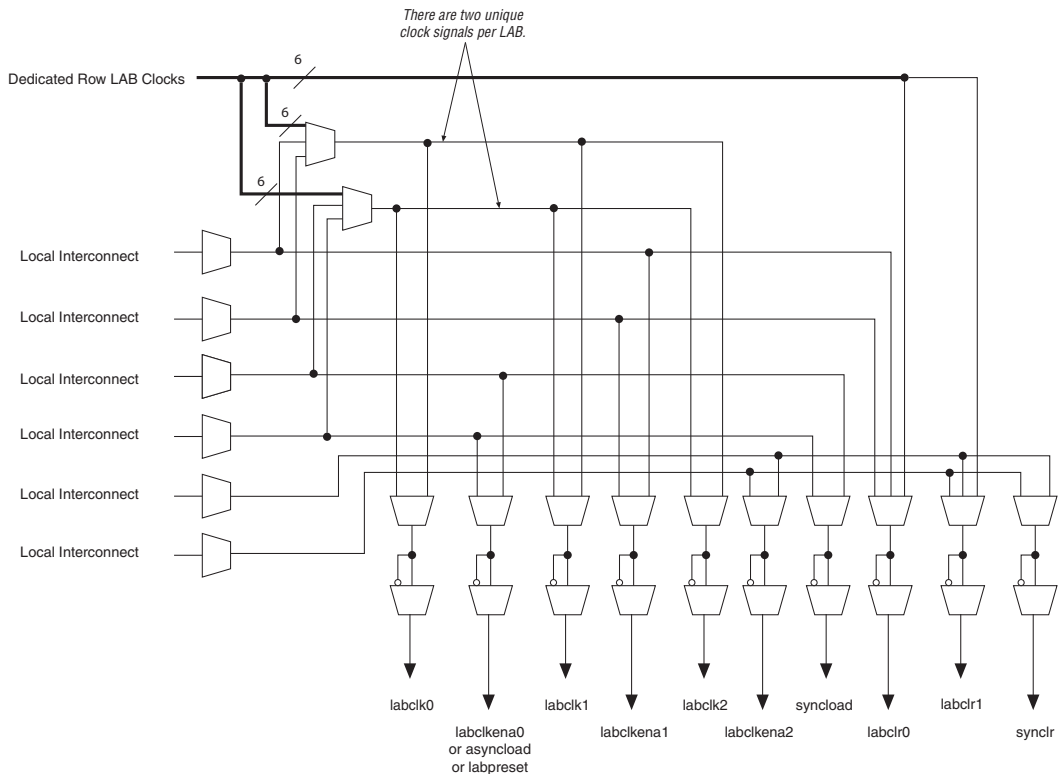 There are two unique
clock signals per LAB.
6
Dedicated Row LAB Clocks
6
6
Local Interconnect
Local Interconnect
Local Interconnect
Local Interconnect
Local Interconnect
Local Interconnect
labclk0
labclk1
labclk2
syncload
labclr1
labclkena0
or asyncload
or labpreset
labclkena1
labclkena2
labclr0
synclr